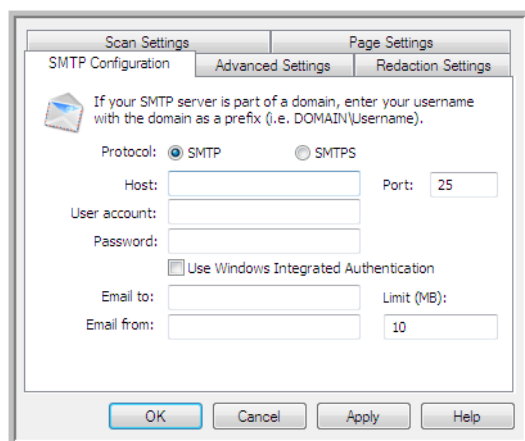 Scan Settings
Page Settings
SMTP Configuration
Advanced Settings
Redaction Settings
If your SMTP server is part of a domain, enter your username
with the domain as a prefix (i.e. DOMAIN\Username).
Protocol: SMTP SMTPS
Host: Port: 25
User account:
Password:
Use Windows Integrated Authentication
Email to: Limit (MB):
Email from: 10
OK Cancel Apply Help